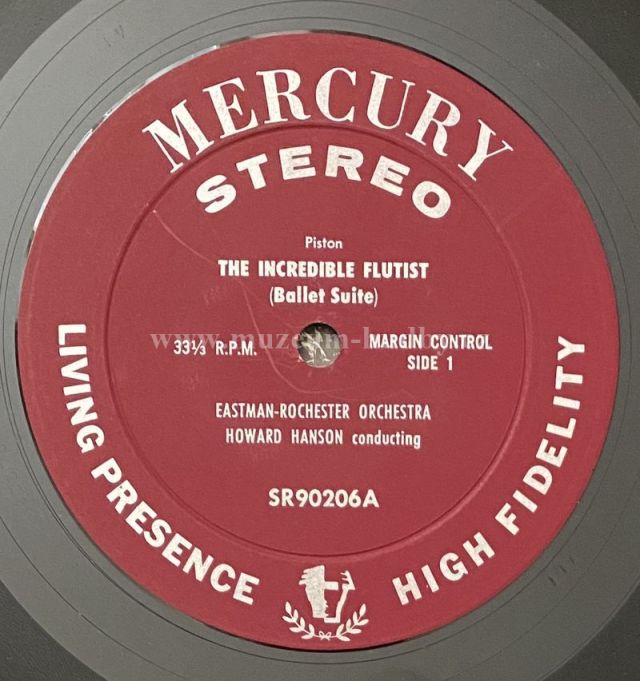 MERCURY
STEREO
Piston
THE INCREDIBLE FLUTIST
(Ballet Suite)
33⅓ R.P.M.
MARGIN CONTROL
SIDE 1
EASTMAN-ROCHESTER ORCHESTRA
HOWARD HANSON conducting
SR90206A
LIVING PRESENCE
HIGH FIDELITY